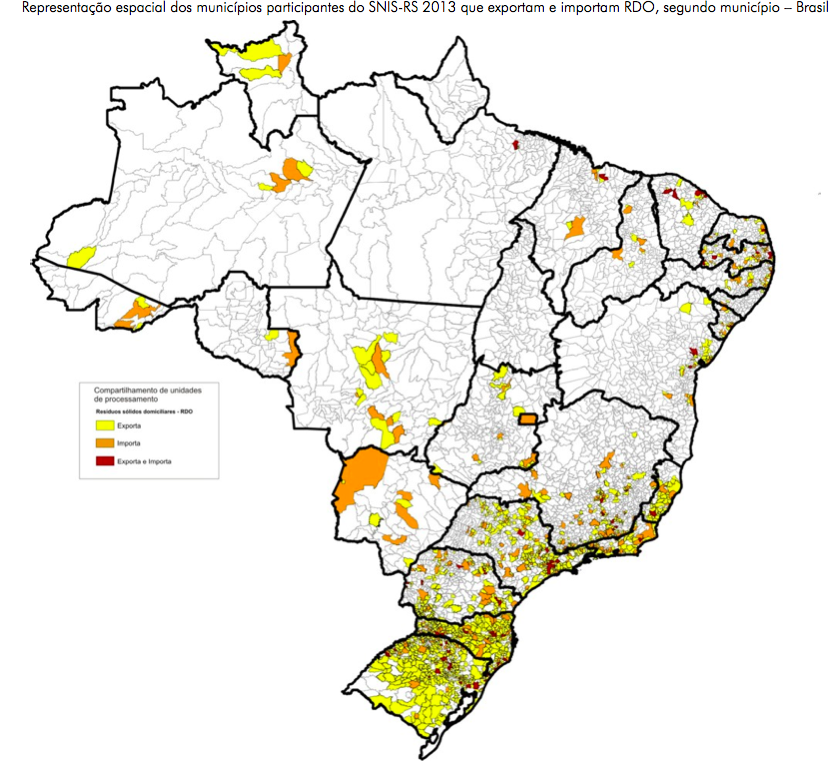 Representação espacial dos municípios participantes do SNIS-RS 2013 que exportam e importam RDO, segundo município – Brasil
Compartilhamento de unidades
de processamento
Resíduos sólidos domiciliares - RDO
Exporta
Importa
Exporta e Importa